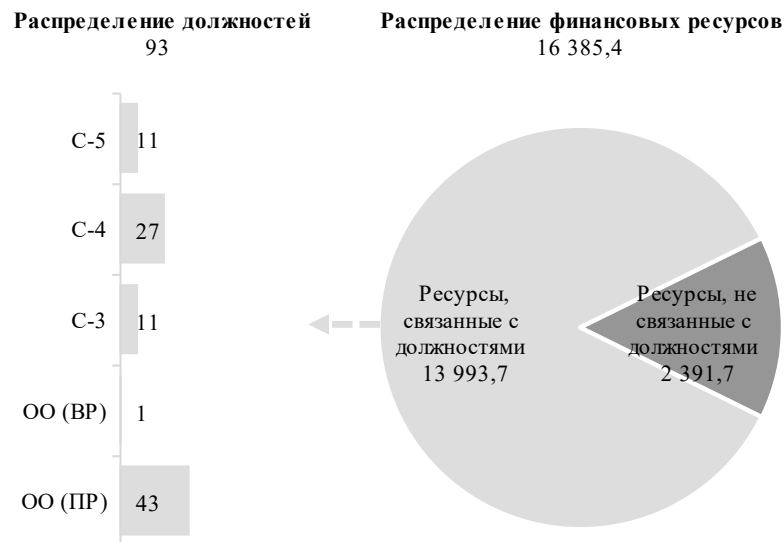 Распределение должностей
93
Распределение финансовых ресурсов
16 385,4
С-5
11
С-4
27
С-3
11
ОО (ВР)
1
ОО (ПР)
43
Ресурсы,
связанные с
должностями
13 993,7
Ресурсы, не
связанные с
должностями
2 391,7